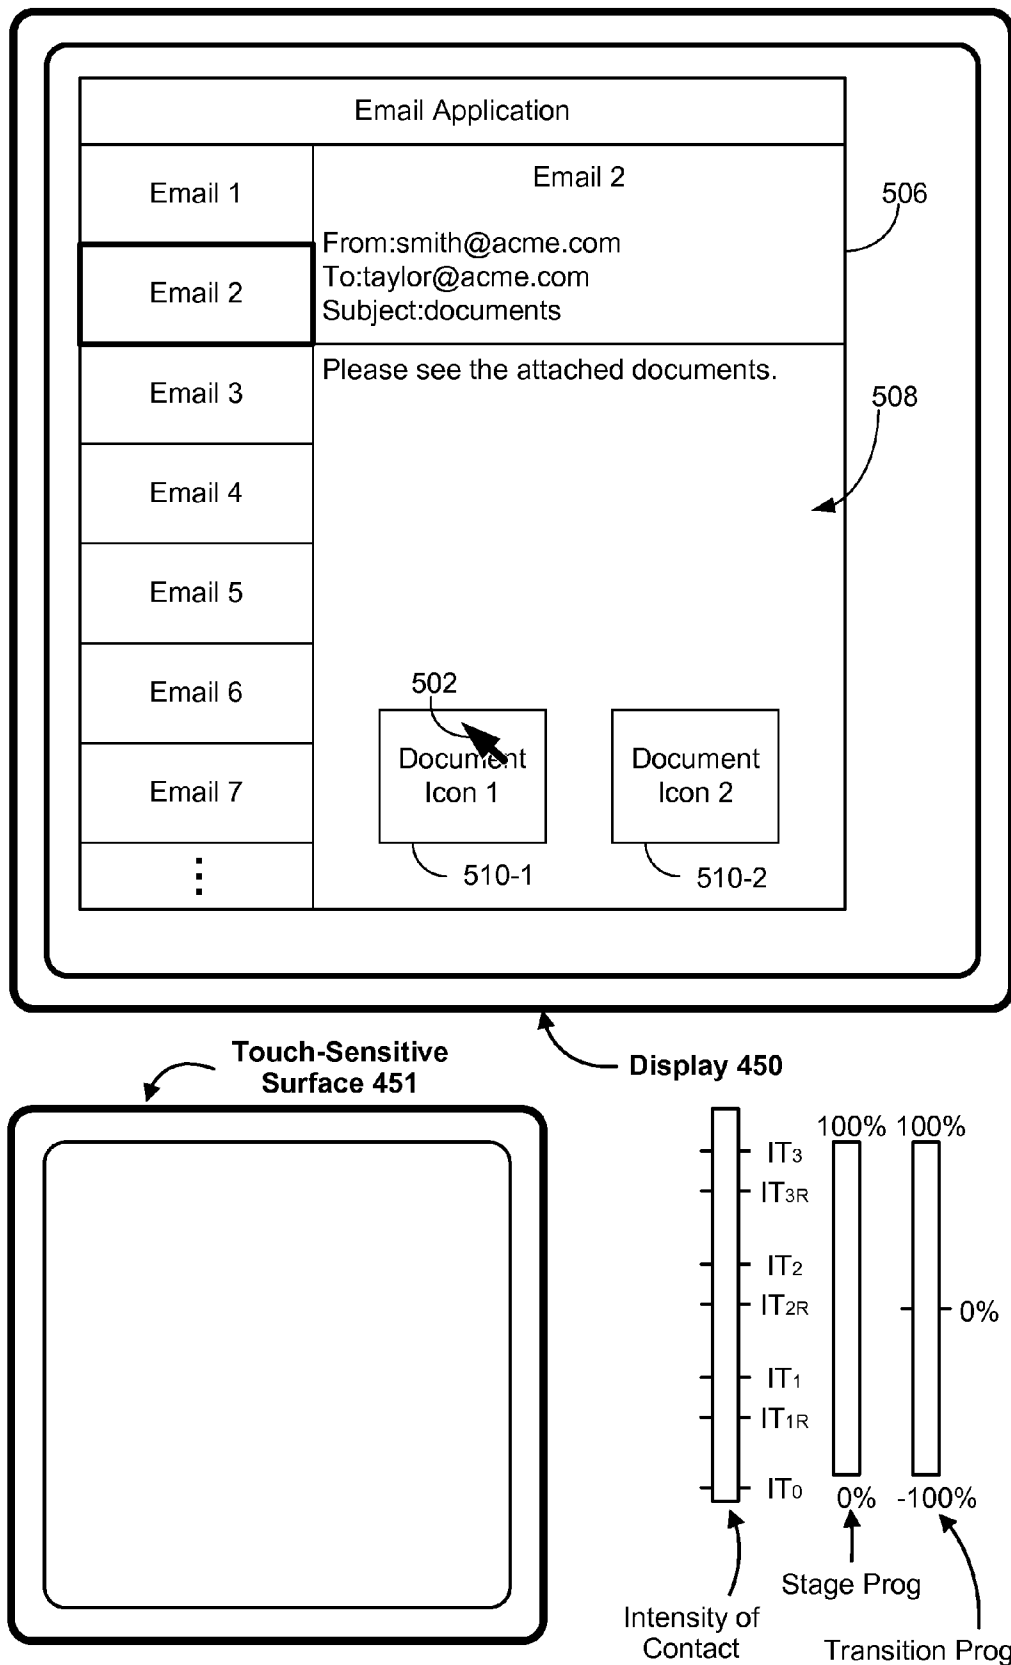 Email Application
Email 1
Email 2
Email 3
Email 4
Email 5
Email 6
Email 7
⋮
Email 2
From:smith@acme.com
To:taylor@acme.com
Subject:documents
Please see the attached documents.
506
508
502
Document
Icon 1
Document
Icon 2
510-1
510-2
Touch-Sensitive
Surface 451
Display 450
IT3
IT3R
IT2
IT2R
IT1
IT1R
IT0
100%
0%
100%
0%
-100%
Stage Prog
Intensity of
Contact
Transition Prog